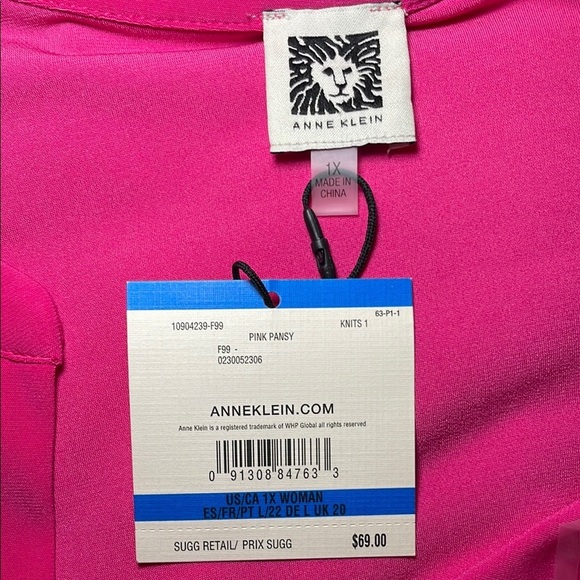 ANNE KLEIN
1X
MADE IN
CHINA
63-P1-1
10904239-F99 KNITS 1
PINK PANSY
F99 -
0230052306
ANNEKLEIN.COM
Anne Klein is a registered trademark of WHP Global all rights reserved
0 91308 84763 3
US/CA 1X WOMAN
ES/FR/PT L/22 DE L UK 20
SUGG RETAIL/ PRIX SUGG $69.00